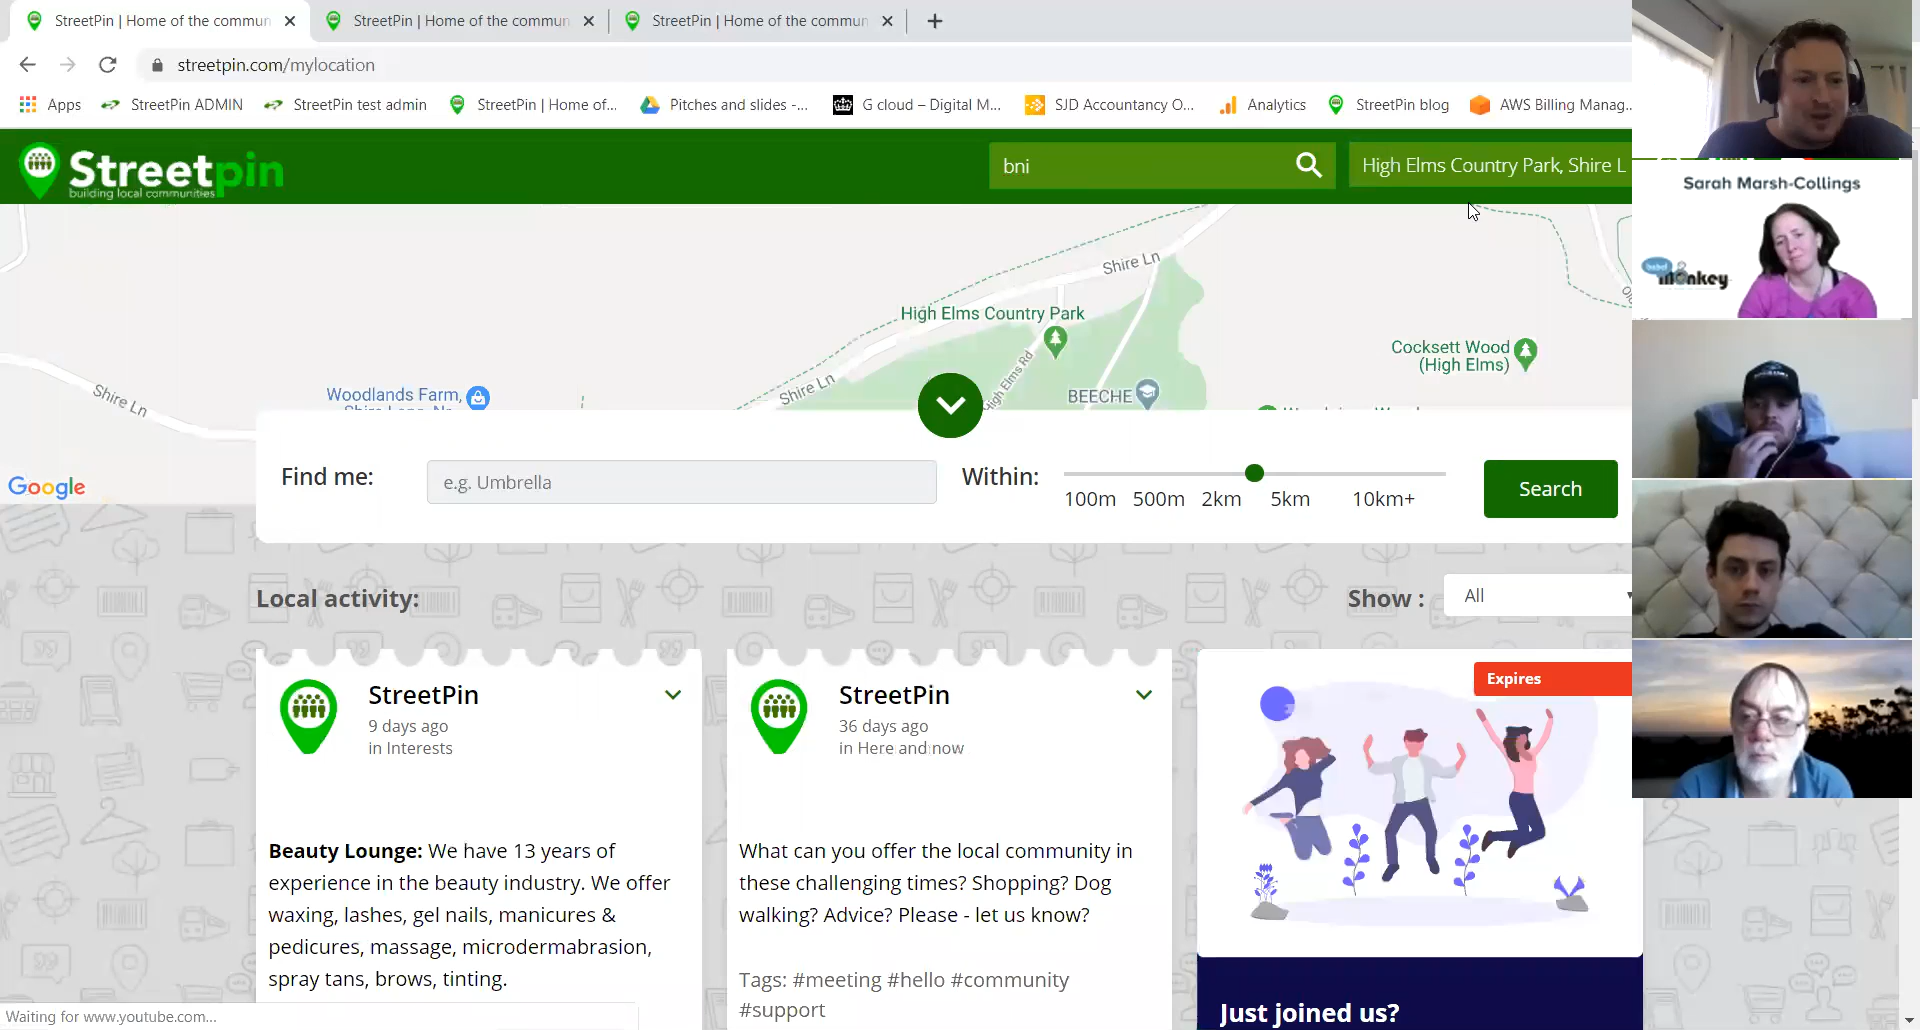 StreetPin | Home of the commun
StreetPin | Home of the commun
StreetPin | Home of the commun
streetpin.com/mylocation
Apps
StreetPin ADMIN
StreetPin test admin
StreetPin | Home of...
Pitches and slides -...
G cloud – Digital M...
SJD Accountancy O...
Analytics
StreetPin blog
AWS Billing Manag...
Streetpin
building local communities
bni
High Elms Country Park, Shire L
Sarah Marsh-Collings
babel
monkey
Shire Ln
High Elms Country Park
Cocksett Wood
(High Elms)
Shire Ln
High Elms Rd
BEECHE
Woodlands Farm,
Shire Ln
Google
Find me:
e.g. Umbrella
Within:
100m 500m 2km 5km 10km+
Search
Local activity:
Show :
All
StreetPin
9 days ago
in Interests
Beauty Lounge: We have 13 years of
experience in the beauty industry. We offer
waxing, lashes, gel nails, manicures &
pedicures, massage, microdermabrasion,
spray tans, brows, tinting.
StreetPin
36 days ago
in Here and now
What can you offer the local community in
these challenging times? Shopping? Dog
walking? Advice? Please - let us know?
Tags: #meeting #hello #community
#support
Expires
Just joined us?
Waiting for www.youtube.com...